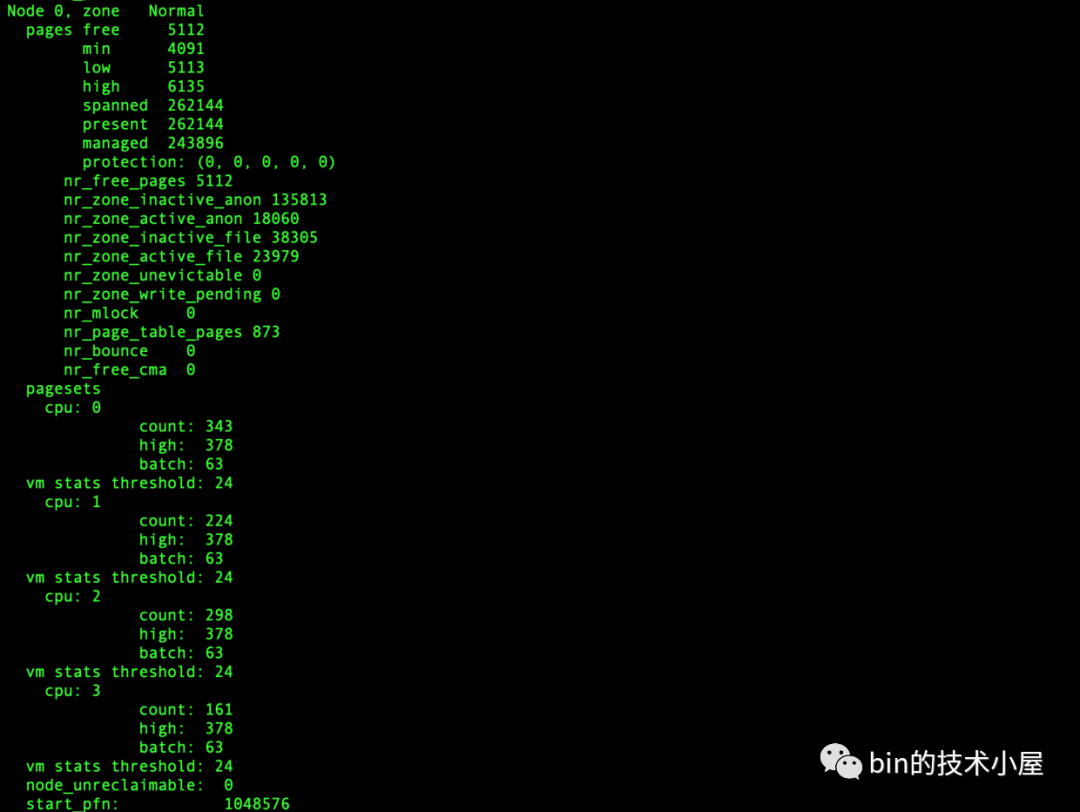 Node 0, zone   Normal
  pages free     5112
        min      4091
        low      5113
        high     6135
        spanned  262144
        present  262144
        managed  243896
        protection: (0, 0, 0, 0, 0)
      nr_free_pages 5112
      nr_zone_inactive_anon 135813
      nr_zone_active_anon 18060
      nr_zone_inactive_file 38305
      nr_zone_active_file 23979
      nr_zone_unevictable 0
      nr_zone_write_pending 0
      nr_mlock     0
      nr_page_table_pages 873
      nr_bounce    0
      nr_free_cma  0
  pagesets
    cpu: 0
              count: 343
              high:  378
              batch: 63
  vm stats threshold: 24
    cpu: 1
              count: 224
              high:  378
              batch: 63
  vm stats threshold: 24
    cpu: 2
              count: 298
              high:  378
              batch: 63
  vm stats threshold: 24
    cpu: 3
              count: 161
              high:  378
              batch: 63
  vm stats threshold: 24
  node_unreclaimable:  0
  start_pfn:           1048576
bin的技术小屋